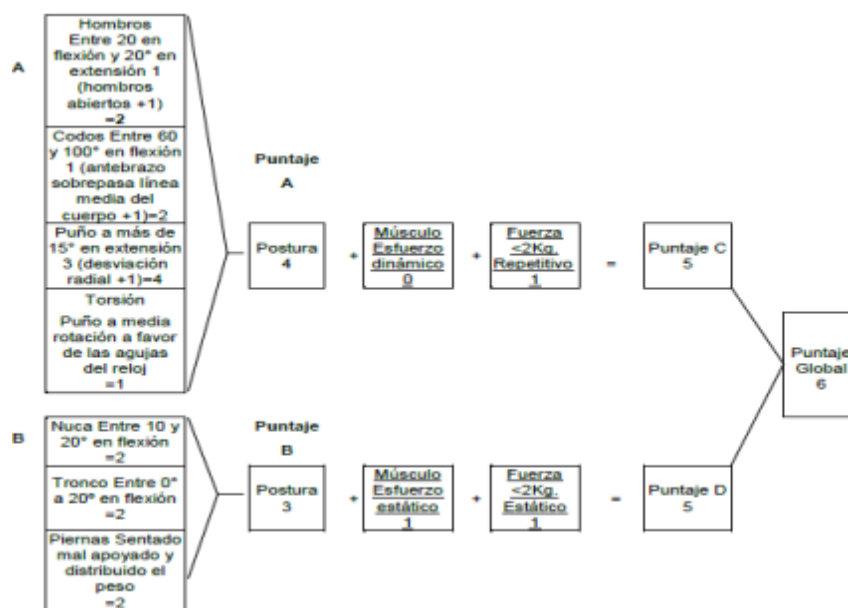 A
Hombros
Entre 20 en
flexión y 20° en
extensión 1
(hombros
abiertos +1)
=2
Codos Entre 60
y 100° en flexión
1 (antebrazo
sobrepasa línea
media del
cuerpo +1)=2
Puño a más de
15° en extensión
3 (desviación
radial +1)=4
Torsión
Puño a media
rotación a favor
de las agujas
del reloj
=1
Puntaje
A
Postura
4
+
Músculo
Esfuerzo
dinámico
0
+
Fuerza
<2Kg.
Repetitivo
1
=
Puntaje C
5
Puntaje
Global
6
B
Nuca Entre 10 y
20° en flexión
=2
Tronco Entre 0°
a 20º en flexión
=2
Piernas Sentado
mal apoyado y
distribuido el
peso
=2
Puntaje
B
Postura
3
+
Músculo
Esfuerzo
estático
1
+
Fuerza
<2Kg.
Estático
1
=
Puntaje D
5